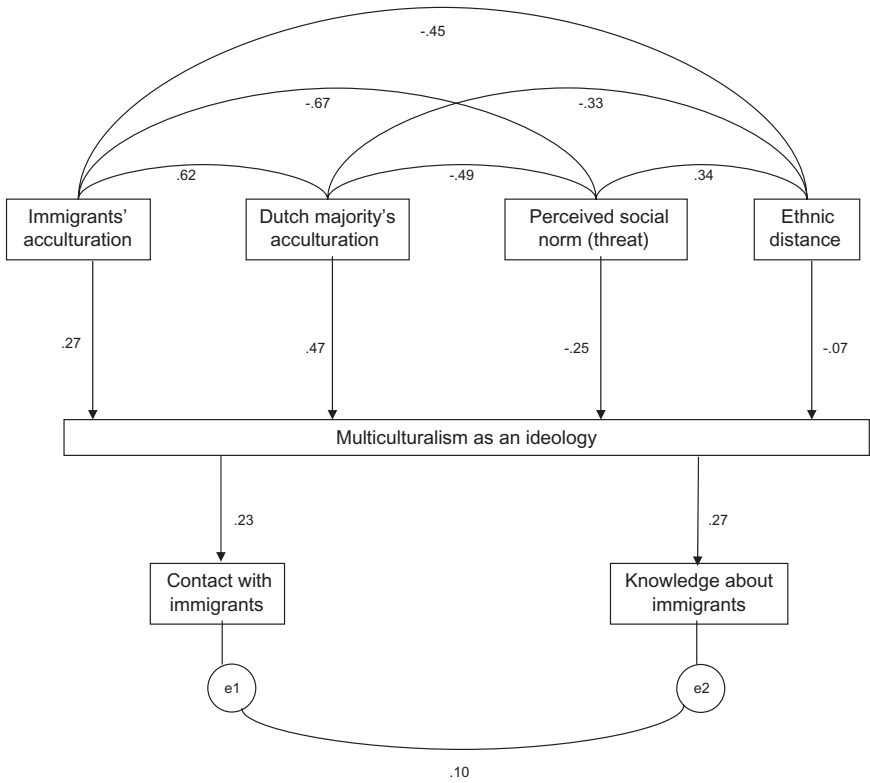 -.45
-.67
-.33
.62
-.49
.34
Immigrants'
acculturation
Dutch majority's
acculturation
Perceived social
norm (threat)
Ethnic
distance
.27
.47
-.25
-.07
Multiculturalism as an ideology
.23
.27
Contact with
immigrants
Knowledge about
immigrants
e1
e2
.10